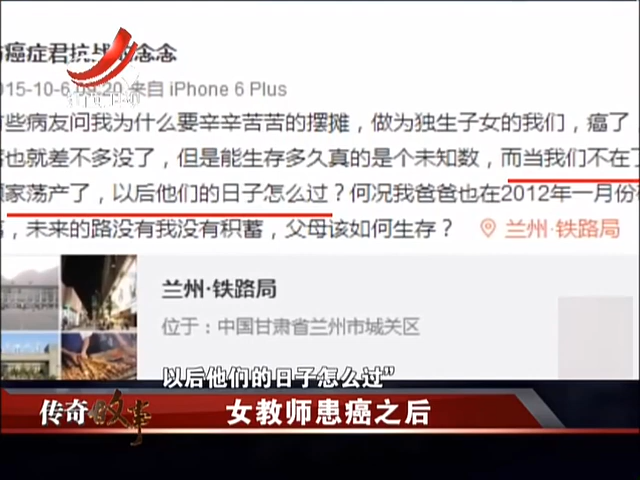 癌症君抗战的念念
015-10-6 09:20 来自 iPhone 6 Plus
些病友问我为什么要辛辛苦苦的摆摊，做为独生子女的我们，癌了
也就差不多没了，但是能生存多久真的是个未知数，而当我们不在了
家荡产了，以后他们的日子怎么过？何况我爸爸也在2012年一月份
，未来的路没有我没有积蓄，父母该如何生存？ 兰州·铁路局
兰州·铁路局
位于：中国甘肃省兰州市城关区
以后他们的日子怎么过”
传奇故事 女教师患癌之后